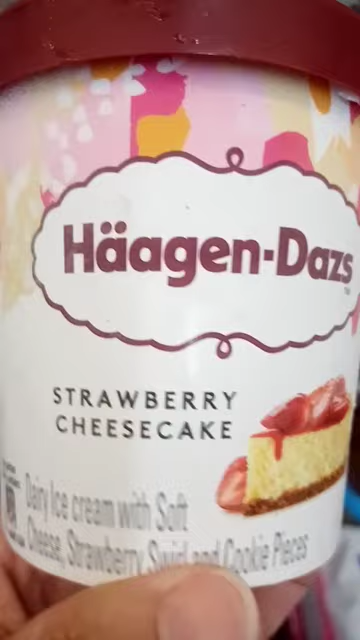 Häagen-Dazs
STRAWBERRY
CHEESECAKE
Dairy Ice cream with Soft
Cheese, Strawberry Swirl and Cookie Pieces